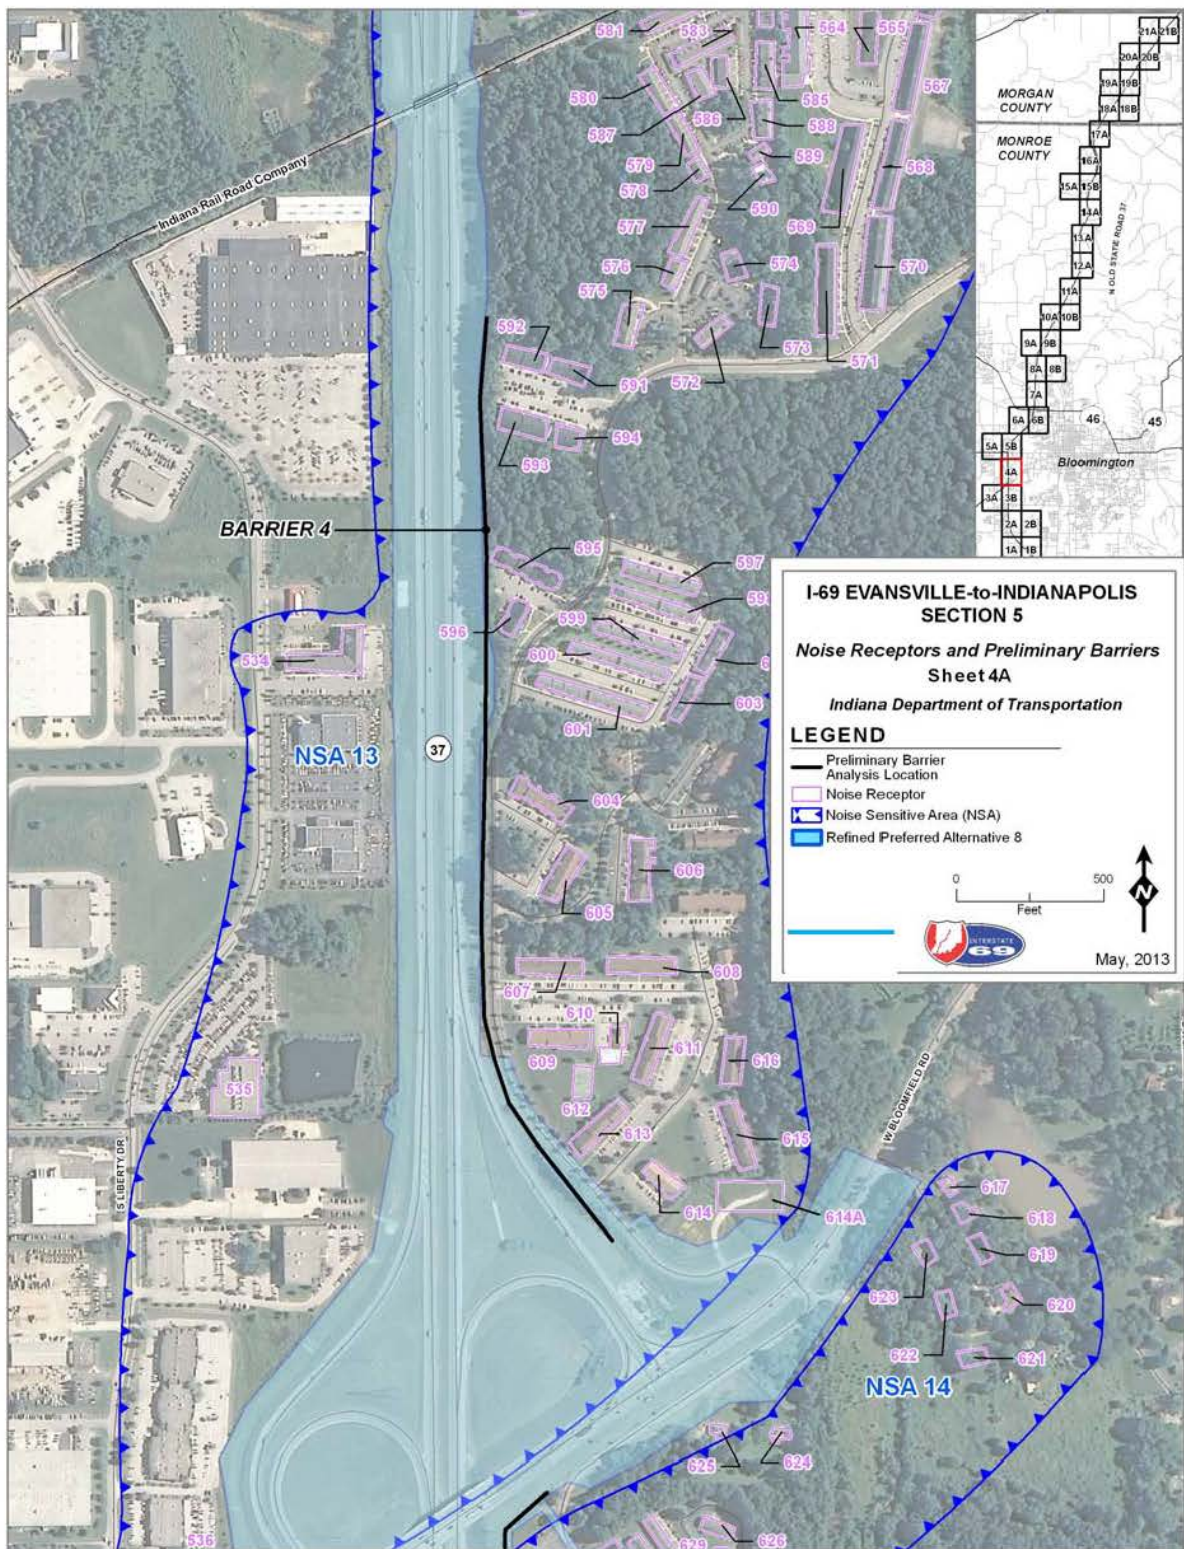 581
583
564
565
580
567
585
586
587
588
579
589
578
568
590
577
569
576
574
570
575
573
572
571
592
591
593
594
Indiana Rail Road Company
BARRIER 4
595
597
599
596
600
603
601
534
NSA 13
37
604
606
605
607
608
610
609
611
616
612
613
615
614
614A
535
S LIBERTY DR
W BLOOMFIELD RD
617
618
619
623
620
622
621
NSA 14
625
624
536
629
626
21A 21B
20A 20B
19A 19B
18A 18B
MORGAN
COUNTY
17A
MONROE
COUNTY
16A
15A 15B
14A
N OLD STATE ROAD 37
13A
12A
11A
10A 10B
9A 9B
8A 8B
7A
6A 6B
46
45
5A 5B
Bloomington
4A
3A 3B
2A 2B
1A 1B
I-69 EVANSVILLE-to-INDIANAPOLIS
SECTION 5
Noise Receptors and Preliminary Barriers
Sheet 4A
Indiana Department of Transportation
LEGEND
Preliminary Barrier
Analysis Location
Noise Receptor
Noise Sensitive Area (NSA)
Refined Preferred Alternative 8
0 500
Feet
N
INTERSTATE
69
May, 2013